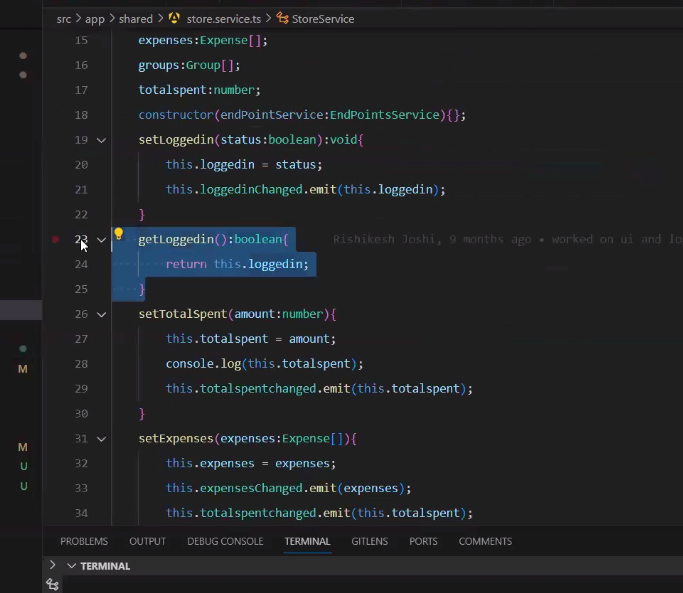 src > app > shared > store.service.ts > StoreService
15 expenses:Expense[];
16 groups:Group[];
17 totalspent:number;
18 constructor(endPointService:EndPointsService){};
19 setLoggedin(status:boolean):void{
20 this.loggedin = status;
21 this.loggedinChanged.emit(this.loggedin);
22 }
23 getLoggedin():boolean{ Rishikesh Joshi, 9 months ago • worked on ui and lo
24 return this.loggedin;
25 }
26 setTotalSpent(amount:number){
27 this.totalspent = amount;
M 28 console.log(this.totalspent);
29 this.totalspentchanged.emit(this.totalspent);
30 }
31 setExpenses(expenses:Expense[]){
M 32 this.expenses = expenses;
U 33 this.expensesChanged.emit(expenses);
U 34 this.totalspentchanged.emit(this.totalspent);
PROBLEMS OUTPUT DEBUG CONSOLE TERMINAL GITLENS PORTS COMMENTS
TERMINAL